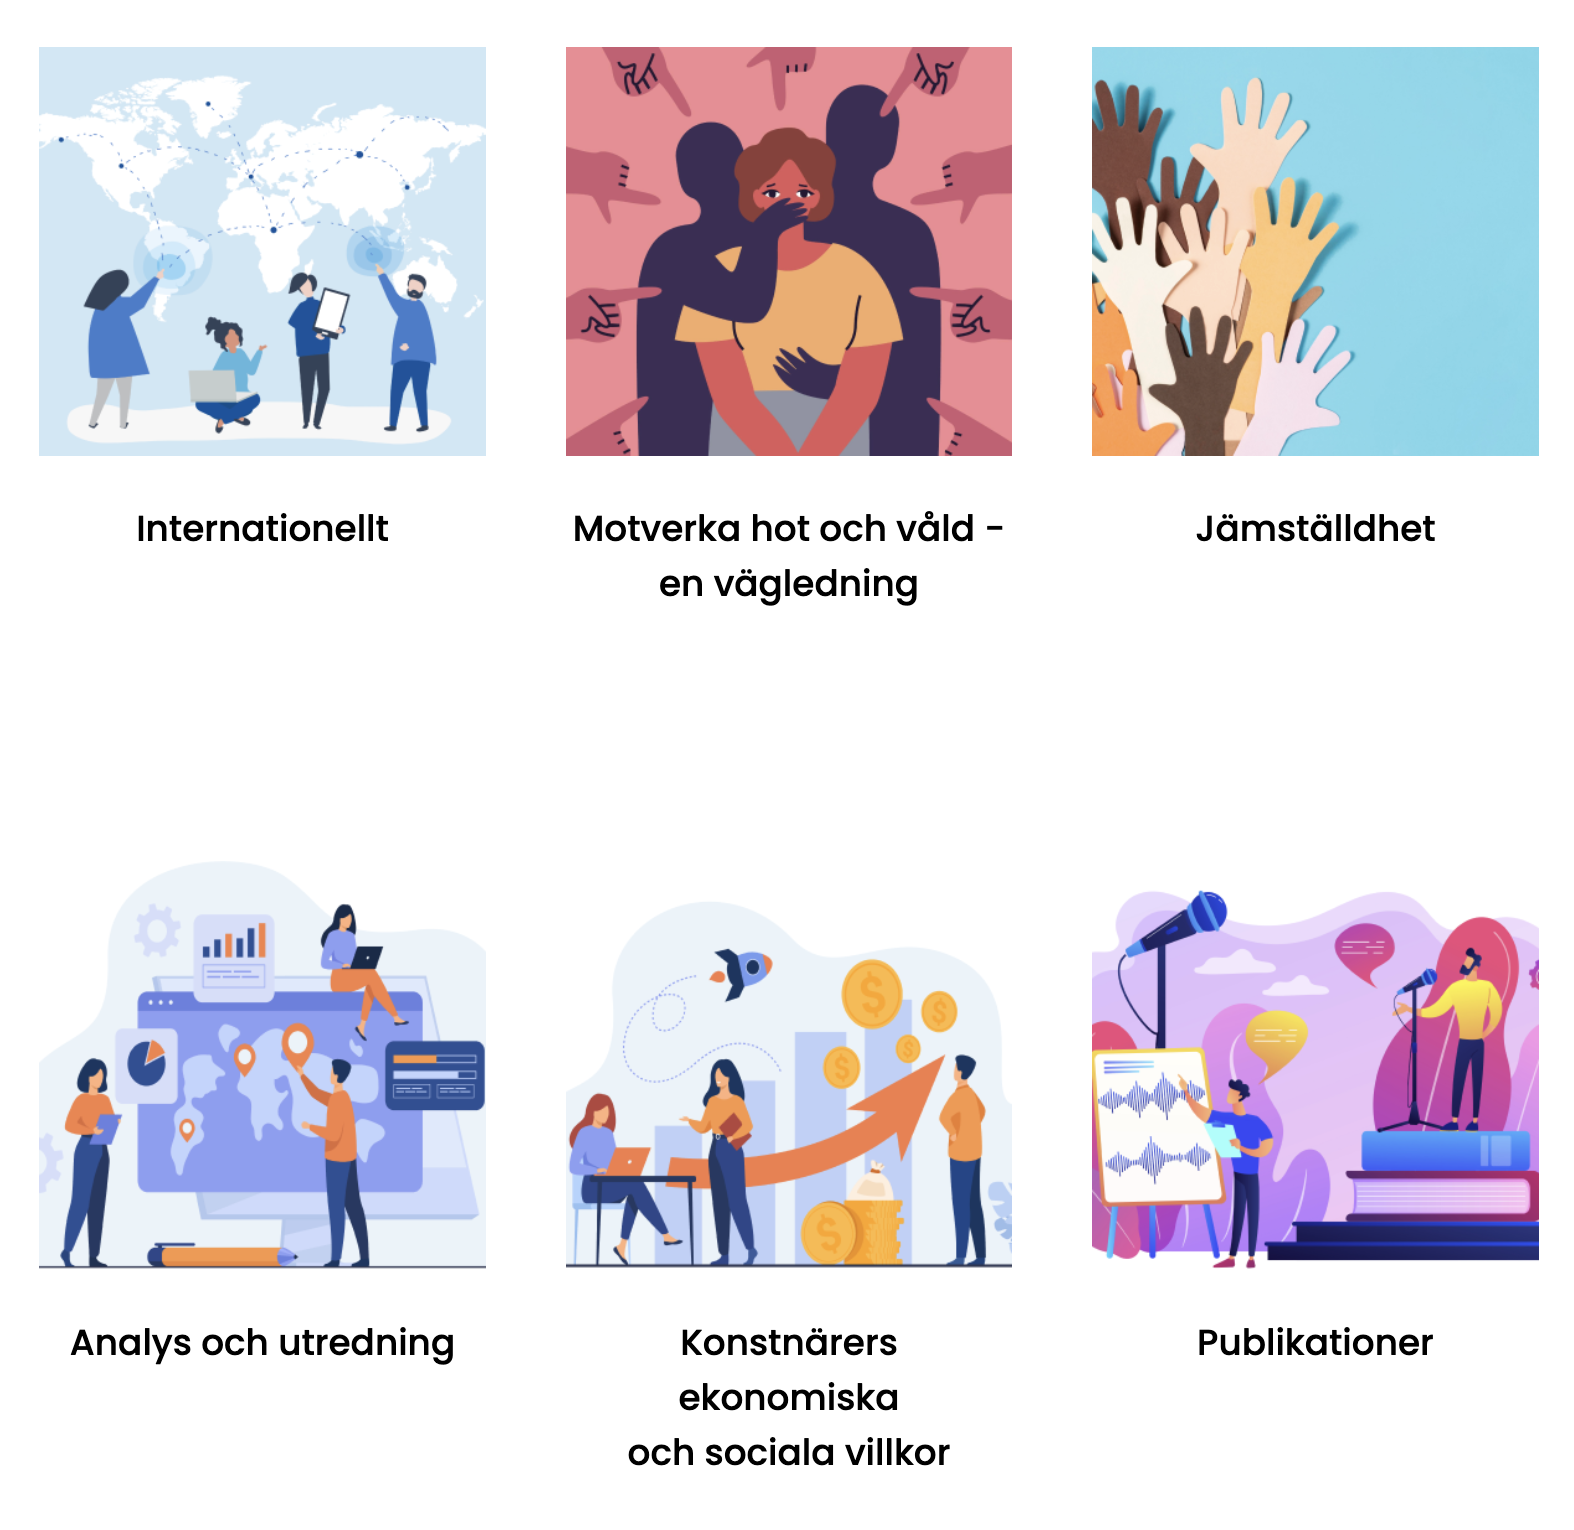 Internationellt
Motverka hot och våld -
en vägledning
Jämställdhet
Analys och utredning
Konstnärers
ekonomiska
och sociala villkor
Publikationer